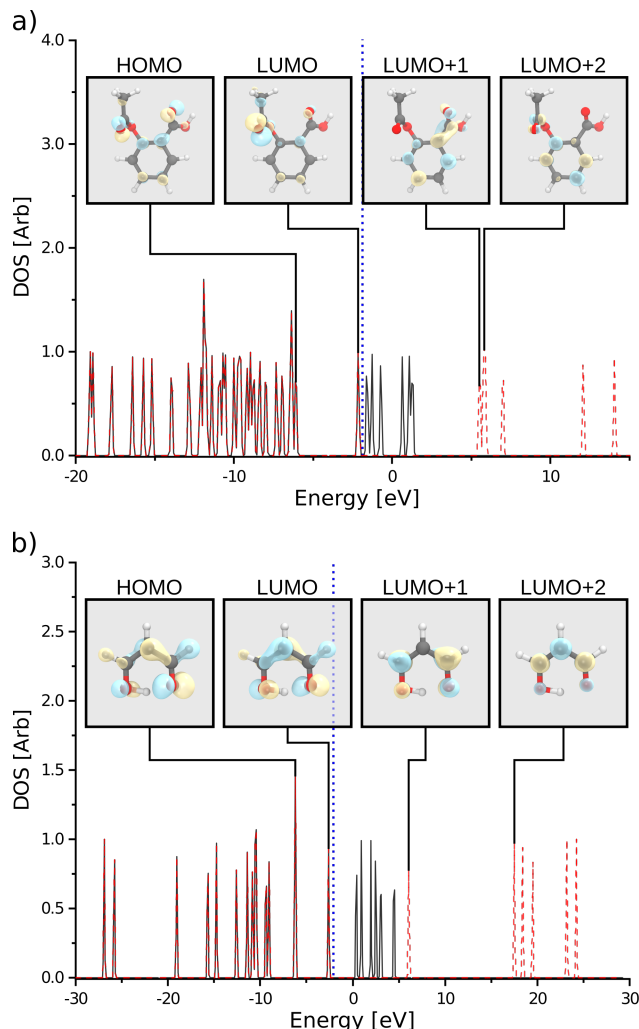 a)
HOMO LUMO LUMO+1 LUMO+2
4.0
3.0
2.0
1.0
0.0
DOS [Arb]
-20 -10 0 10
Energy [eV]
b)
HOMO LUMO LUMO+1 LUMO+2
3.0
2.5
2.0
1.5
1.0
0.5
0.0
DOS [Arb]
-30 -20 -10 0 10 20 30
Energy [eV]